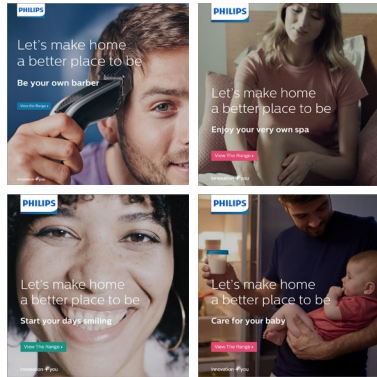 PHILIPS
Let's make home
a better place to be
Be your own barber
View the Range >
innovation + you
PHILIPS
Let's make home
a better place to be
Enjoy your very own spa
View The Range >
innovation + you
PHILIPS
Let's make home
a better place to be
Start your days smiling
View The Range >
innovation + you
PHILIPS
Let's make home
a better place to be
Care for your baby
View The Range >
innovation + you